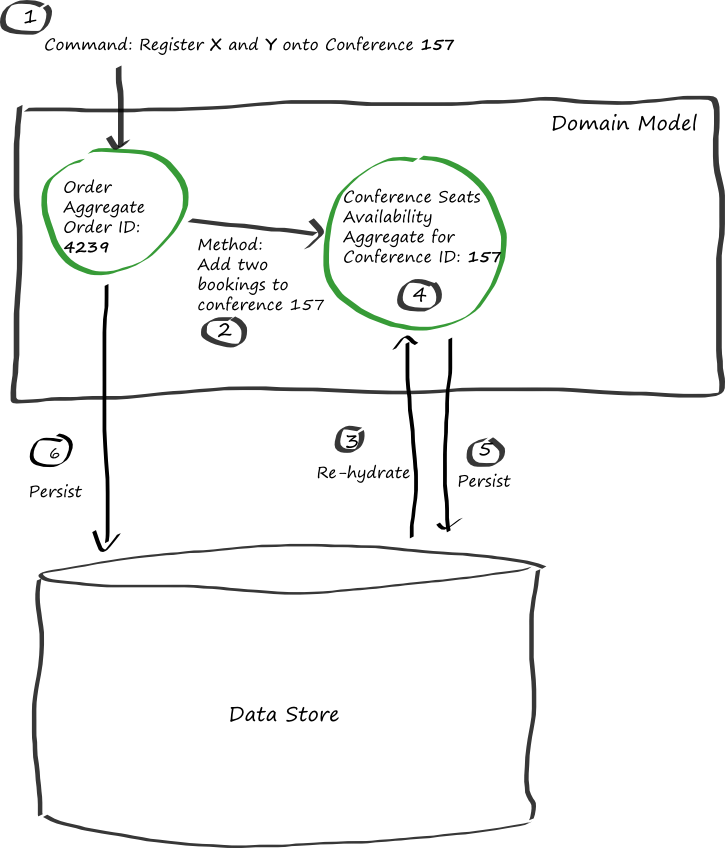 1
Command: Register X and Y onto Conference 157
Domain Model
Order
Aggregate
Order ID:
4239
Method:
Add two
bookings to
conference 157
2
Conference Seats
Availability
Aggregate for
Conference ID: 157
4
6
Persist
3
Re-hydrate
5
Persist
Data Store